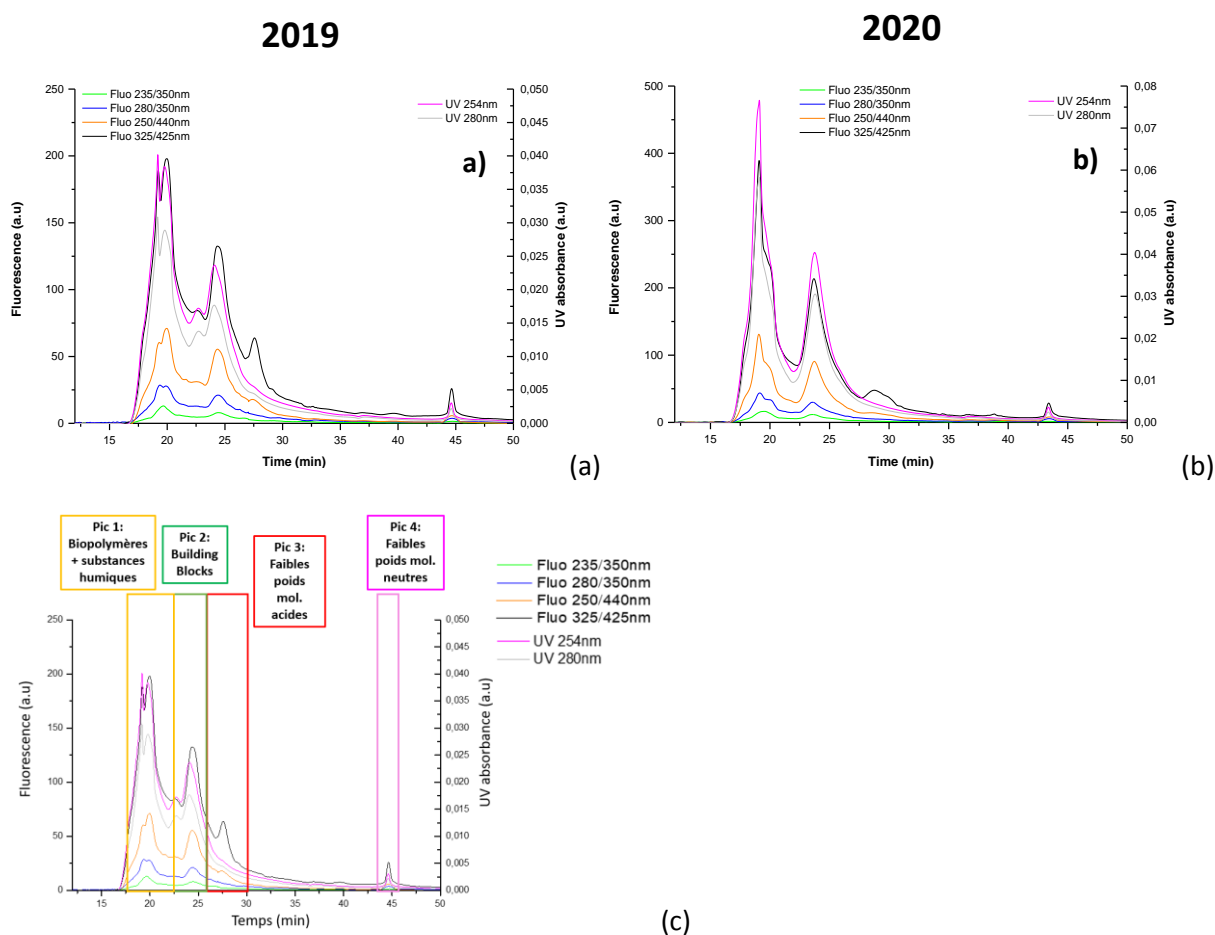 2019
2020
Fluo 235/350nm
Fluo 280/350nm
Fluo 250/440nm
Fluo 325/425nm
UV 254nm
UV 280nm
a)
250
200
150
100
50
0
0,050
0,045
0,040
0,035
0,030
0,025
0,020
0,015
0,010
0,005
0,000
Fluorescence (a.u)
UV absorbance (a.u)
15 20 25 30 35 40 45 50
Time (min)
(a)
Fluo 235/350nm
Fluo 280/350nm
Fluo 250/440nm
Fluo 325/425nm
UV 254nm
UV 280nm
b)
500
400
300
200
100
0
0,08
0,07
0,06
0,05
0,04
0,03
0,02
0,01
0,00
Fluorescence (a.u)
UV absorbance (a.u)
15 20 25 30 35 40 45 50
Time (min)
(b)
Pic 1:
Biopolymères
+ substances
humiques
Pic 2:
Building
Blocks
Pic 3:
Faibles
poids
mol.
acides
Pic 4:
Faibles
poids mol.
neutres
Fluo 235/350nm
Fluo 280/350nm
Fluo 250/440nm
Fluo 325/425nm
UV 254nm
UV 280nm
250
200
150
100
50
0
0,050
0,045
0,040
0,035
0,030
0,025
0,020
0,015
0,010
0,005
0,000
Fluorescence (a.u)
UV absorbance (a.u)
15 20 25 30 35 40 45 50
Temps (min)
(c)